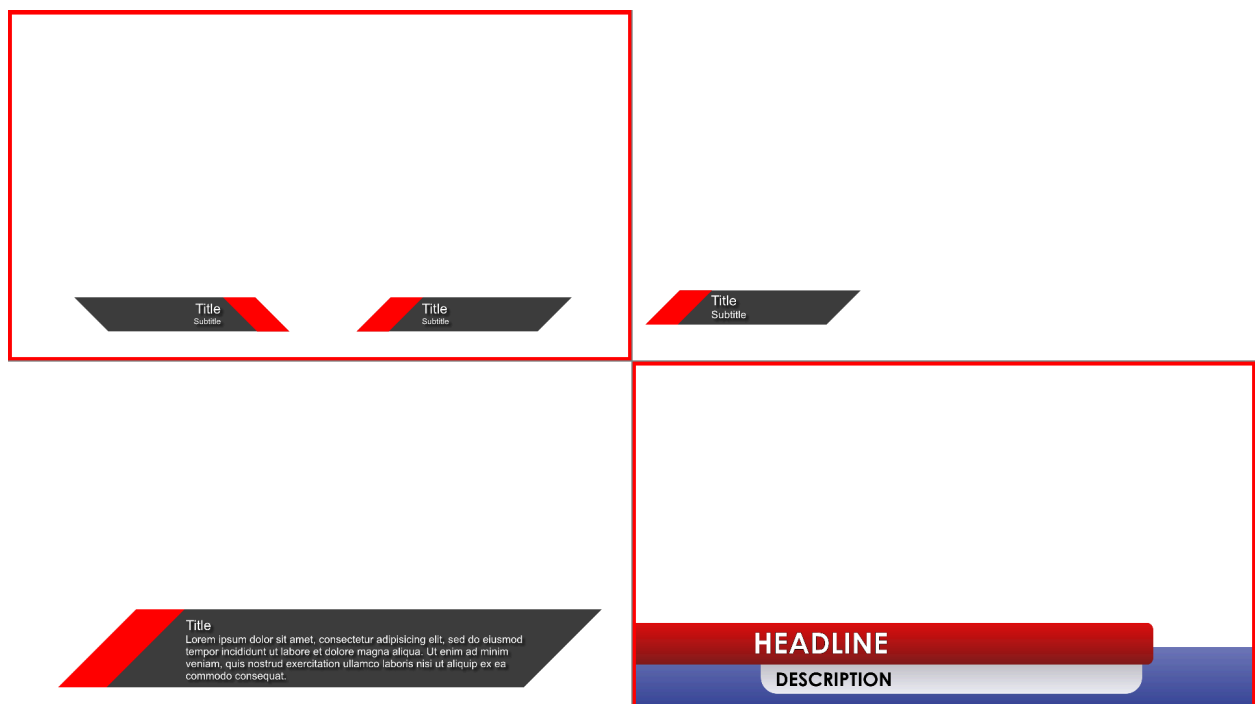 Title
Subtitle
Title
Subtitle
Title
Subtitle
Title
Lorem ipsum dolor sit amet, consectetur adipisicing elit, sed do eiusmod
tempor incididunt ut labore et dolore magna aliqua. Ut enim ad minim
veniam, quis nostrud exercitation ullamco laboris nisi ut aliquip ex ea
commodo consequat.
HEADLINE
DESCRIPTION